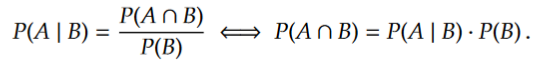 P(A | B) = P(A ∩ B) / P(B) ⟺ P(A ∩ B) = P(A | B) · P(B) .